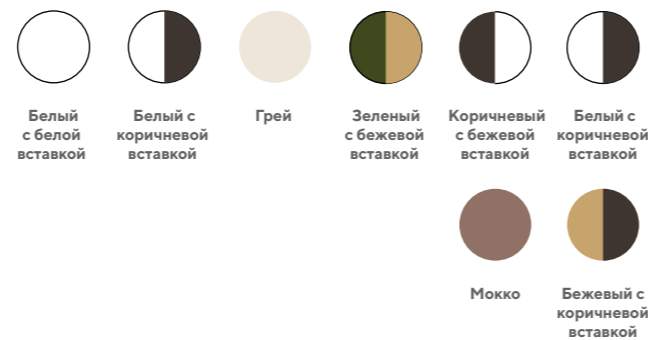 Белый
с белой
вставкой
Белый с
коричневой
вставкой
Грей
Зеленый
с бежевой
вставкой
Коричневый
с бежевой
вставкой
Белый с
коричневой
вставкой
Мокко
Бежевый с
коричневой
вставкой